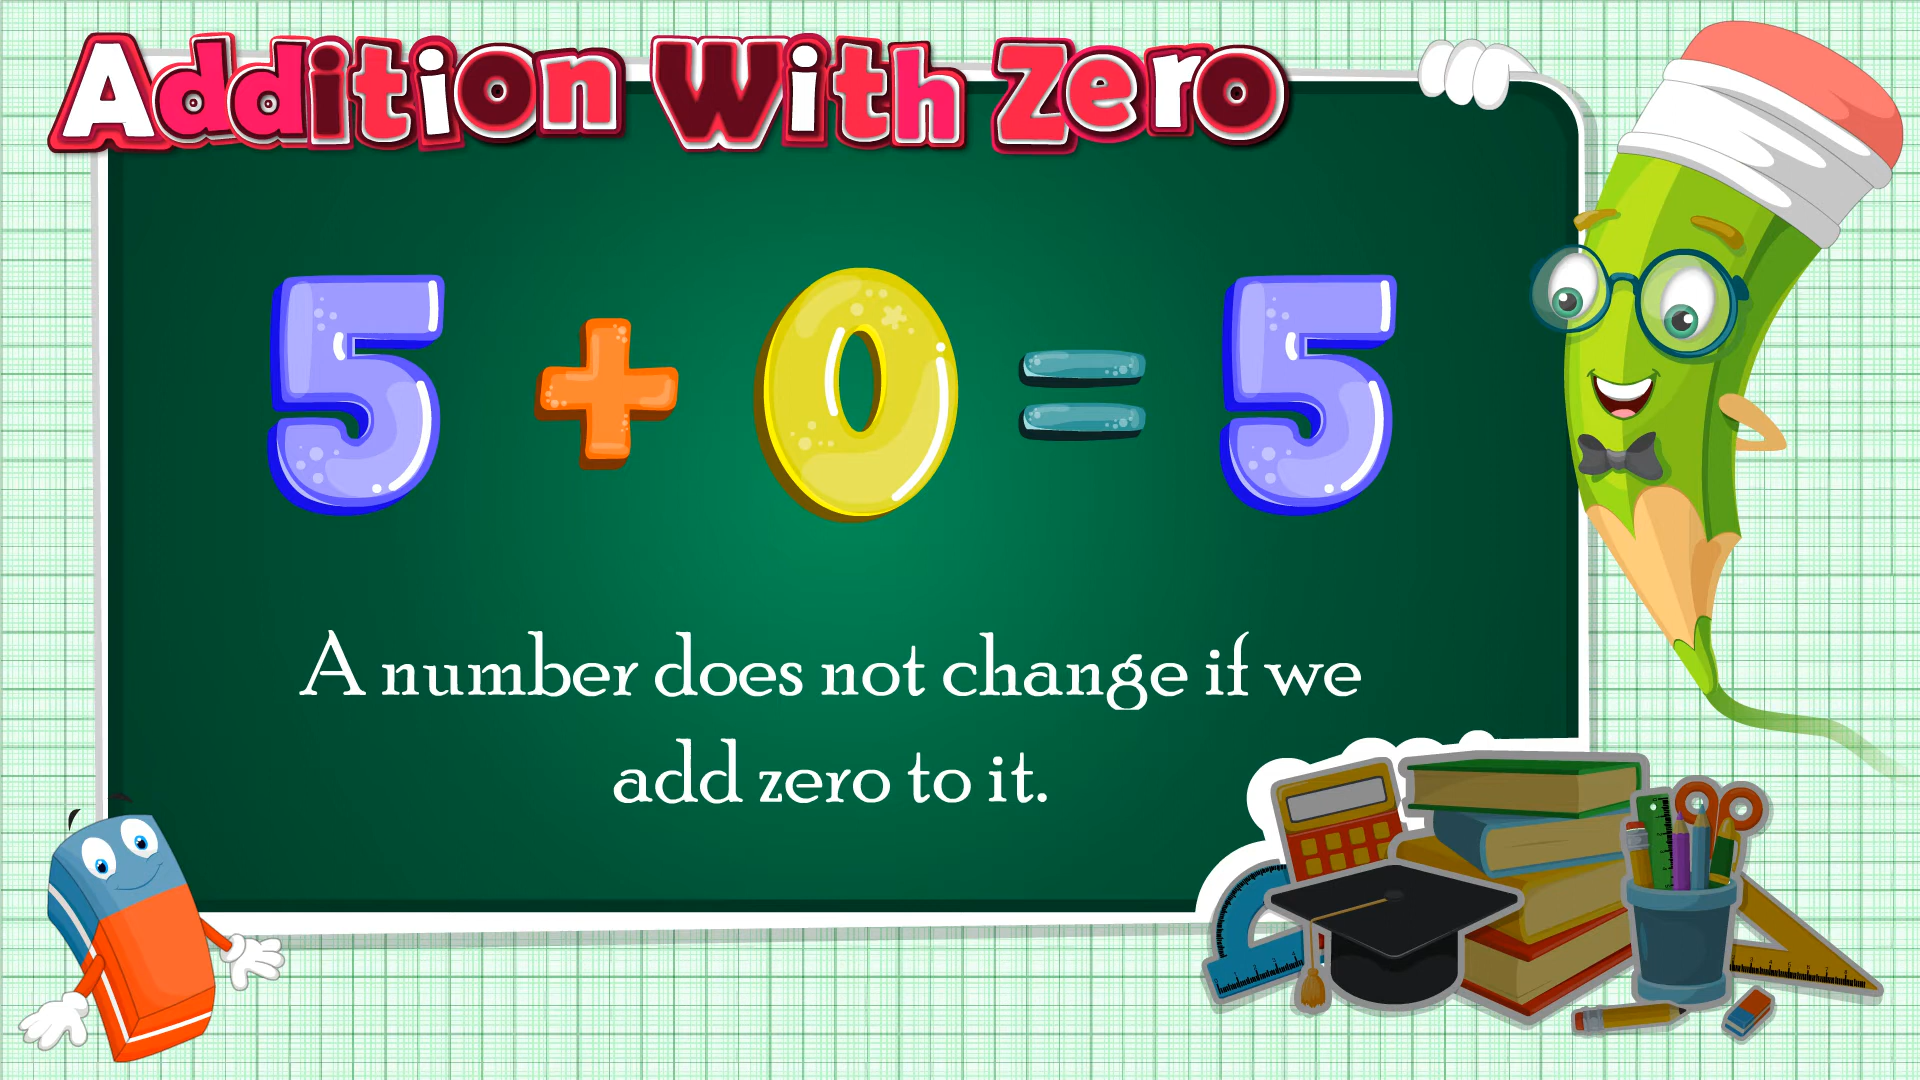 Addition With Zero
5 + 0 = 5
A number does not change if we
add zero to it.